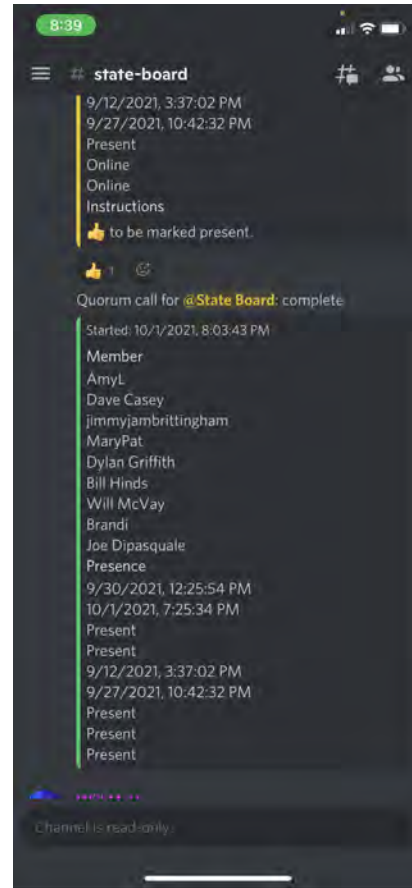 8:39
# state-board
9/12/2021, 3:37:02 PM
9/27/2021, 10:42:32 PM
Present
Online
Online
Instructions
👍 to be marked present.
👍 1
Quorum call for @State Board: complete
Started: 10/1/2021, 8:03:43 PM
Member
AmyL
Dave Casey
jimmyjambrittingham
MaryPat
Dylan Griffith
Bill Hinds
Will McVay
Brandi
Joe Dipasquale
Presence
9/30/2021, 12:25:54 PM
10/1/2021, 7:25:34 PM
Present
Present
9/12/2021, 3:37:02 PM
9/27/2021, 10:42:32 PM
Present
Present
Present
Channel is read-only.